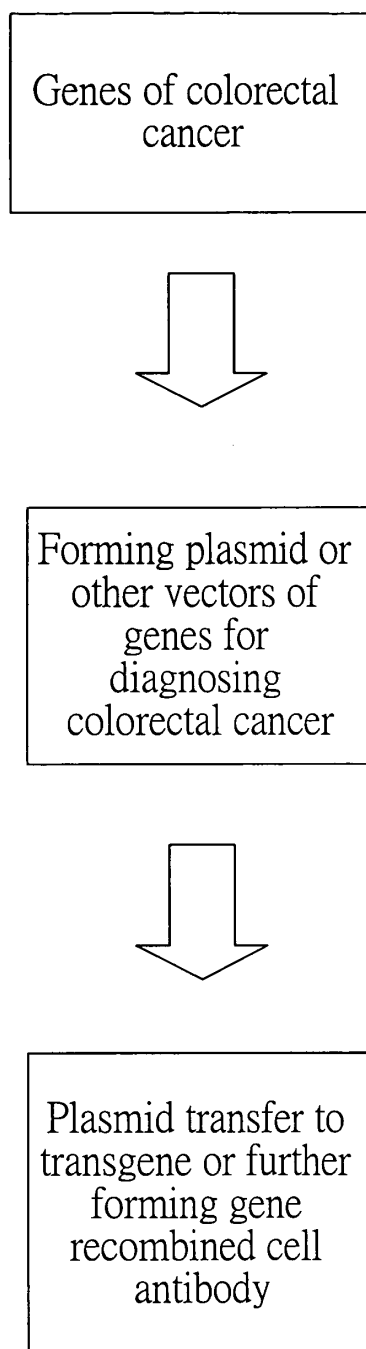 Genes of colorectal
cancer
Forming plasmid or
other vectors of
genes for
diagnosing
colorectal cancer
Plasmid transfer to
transgene or further
forming gene
recombined cell
antibody